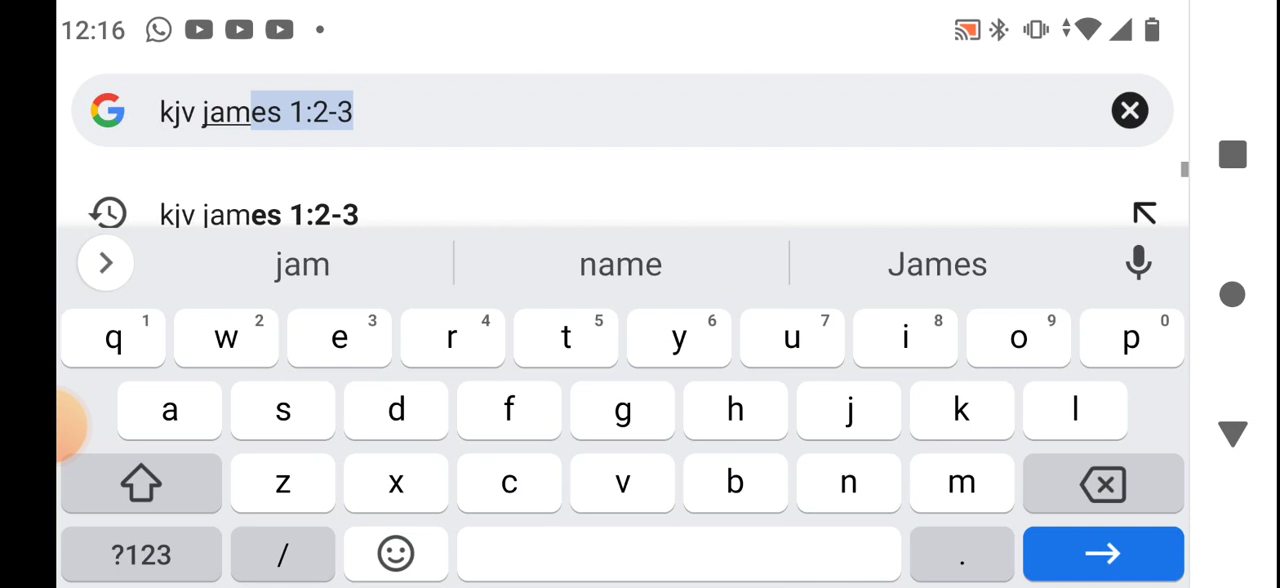 12:16
kjv james 1:2-3
kjv james 1:2-3
jam name James
q 1 w 2 e 3 r 4 t 5 y 6 u 7 i 8 o 9 p 0
a s d f g h j k l
z x c v b n m
?123 / .